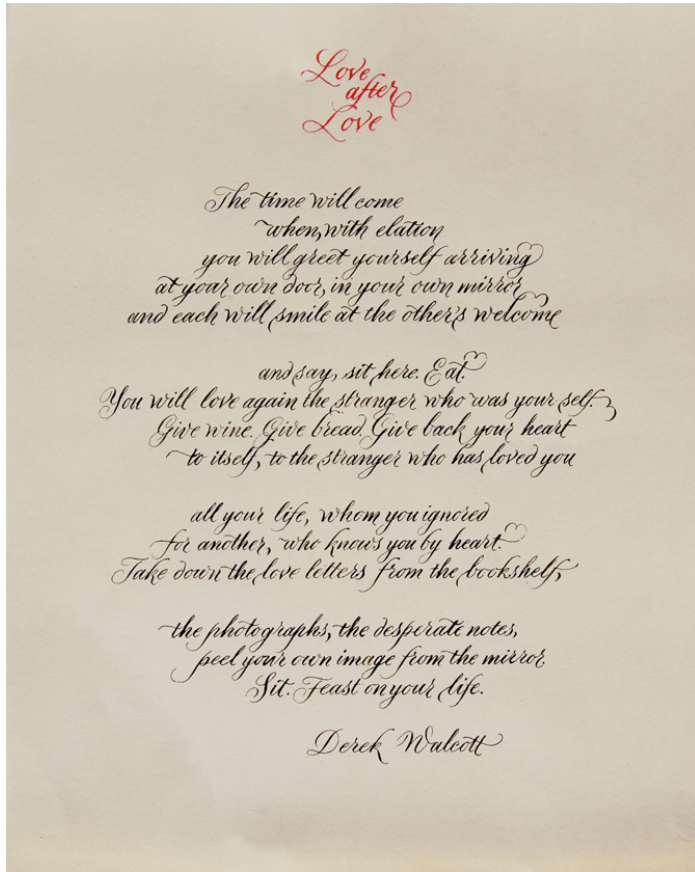 Love
after
Love
The time will come
when, with elation
you will greet yourself arriving
at your own door, in your own mirror
and each will smile at the other's welcome
and say, sit here. Eat.
You will love again the stranger who was your self.
Give wine. Give bread. Give back your heart
to itself, to the stranger who has loved you
all your life, whom you ignored
for another, who knows you by heart.
Take down the love letters from the bookshelf,
the photographs, the desperate notes,
peel your own image from the mirror.
Sit. Feast on your life.
Derek Walcott